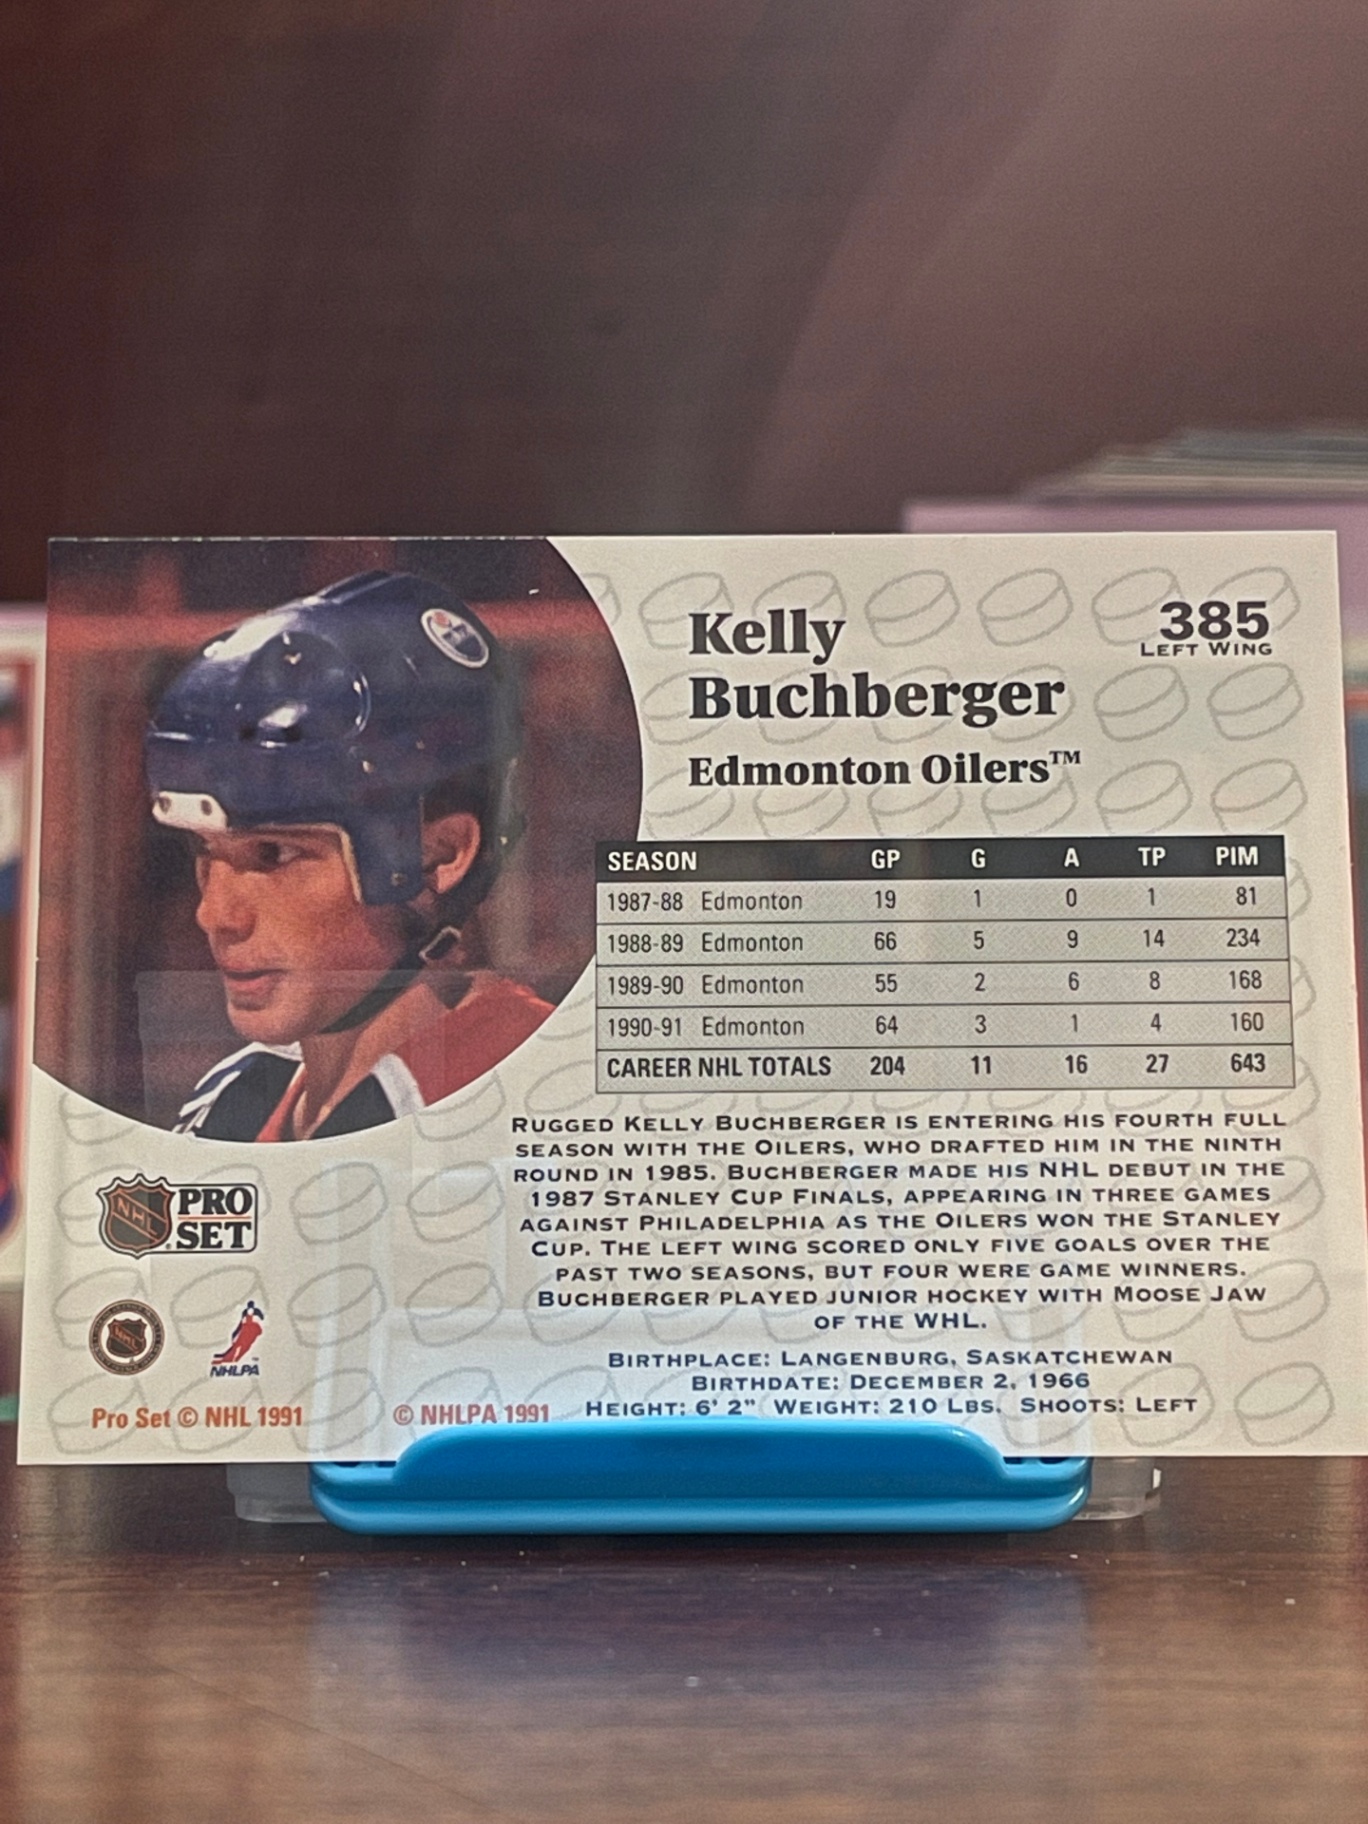 Kelly
Buchberger
Edmonton Oilers™
385
LEFT WING
SEASON GP G A TP PIM
1987-88 Edmonton 19 1 0 1 81
1988-89 Edmonton 66 5 9 14 234
1989-90 Edmonton 55 2 6 8 168
1990-91 Edmonton 64 3 1 4 160
CAREER NHL TOTALS 204 11 16 27 643
RUGGED KELLY BUCHBERGER IS ENTERING HIS FOURTH FULL
SEASON WITH THE OILERS, WHO DRAFTED HIM IN THE NINTH
ROUND IN 1985. BUCHBERGER MADE HIS NHL DEBUT IN THE
1987 STANLEY CUP FINALS, APPEARING IN THREE GAMES
AGAINST PHILADELPHIA AS THE OILERS WON THE STANLEY
CUP. THE LEFT WING SCORED ONLY FIVE GOALS OVER THE
PAST TWO SEASONS, BUT FOUR WERE GAME WINNERS.
BUCHBERGER PLAYED JUNIOR HOCKEY WITH MOOSE JAW
OF THE WHL.
BIRTHPLACE: LANGENBURG, SASKATCHEWAN
BIRTHDATE: DECEMBER 2, 1966
HEIGHT: 6' 2" WEIGHT: 210 LBS. SHOOTS: LEFT
NHL PRO
SET
NHL
NHLPA
Pro Set © NHL 1991
© NHLPA 1991